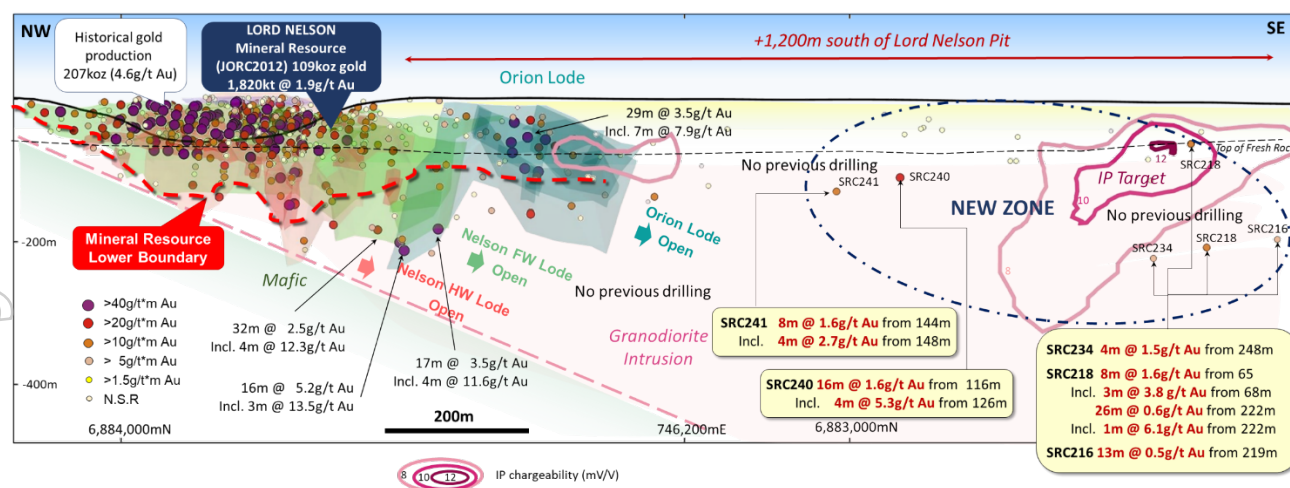 NW
SE
Historical gold
production
207koz (4.6g/t Au)
LORD NELSON
Mineral Resource
(JORC2012) 109koz gold
1,820kt @ 1.9g/t Au
+1,200m south of Lord Nelson Pit
Orion Lode
29m @ 3.5g/t Au
Incl. 7m @ 7.9g/t Au
No previous drilling
SRC241
SRC240
12
SRC218
Top of Fresh Rock
IP Target
10
NEW ZONE
No previous drilling
SRC234
SRC218
SRC216
8
-200m
Mineral Resource
Lower Boundary
Mafic
Nelson HW Lode
Open
Nelson FW Lode
Open
Orion Lode
Open
No previous drilling
Granodiorite
Intrusion
>40g/t*m Au
>20g/t*m Au
>10g/t*m Au
> 5g/t*m Au
>1.5g/t*m Au
N.S.R
32m @ 2.5g/t Au
Incl. 4m @ 12.3g/t Au
16m @ 5.2g/t Au
Incl. 3m @ 13.5g/t Au
17m @ 3.5g/t Au
Incl. 4m @ 11.6g/t Au
SRC241 8m @ 1.6g/t Au from 144m
Incl. 4m @ 2.7g/t Au from 148m
SRC240 16m @ 1.6g/t Au from 116m
Incl. 4m @ 5.3g/t Au from 126m
SRC234 4m @ 1.5g/t Au from 248m
SRC218 8m @ 1.6g/t Au from 65
Incl. 3m @ 3.8 g/t Au from 68m
26m @ 0.6g/t Au from 222m
Incl. 1m @ 6.1g/t Au from 222m
SRC216 13m @ 0.5g/t Au from 219m
-400m
200m
6,884,000mN
746,200mE
6,883,000mN
8 10 12 IP chargeability (mV/V)